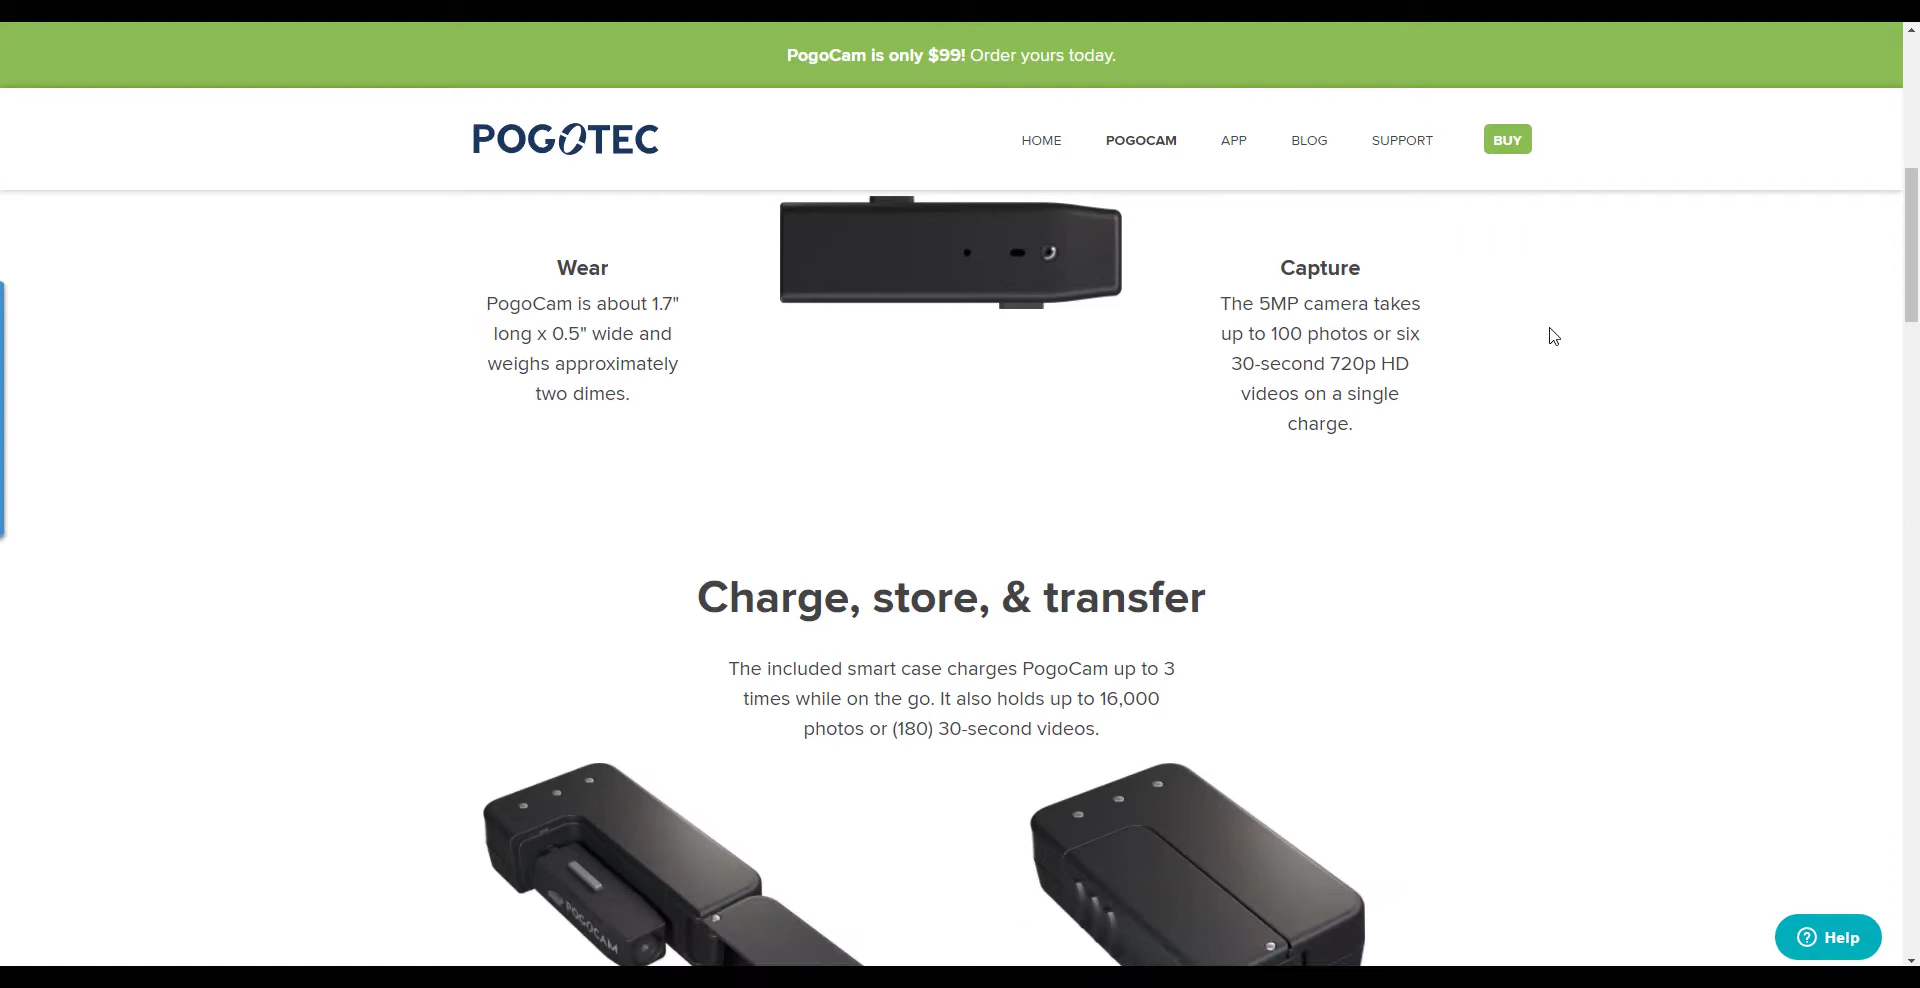 PogoCam is only $99! Order yours today.
POGOTEC
HOME
POGOCAM
APP
BLOG
SUPPORT
BUY
Wear
PogoCam is about 1.7"
long x 0.5" wide and
weighs approximately
two dimes.
Capture
The 5MP camera takes
up to 100 photos or six
30-second 720p HD
videos on a single
charge.
Charge, store, & transfer
The included smart case charges PogoCam up to 3
times while on the go. It also holds up to 16,000
photos or (180) 30-second videos.
POGOCAM
? Help